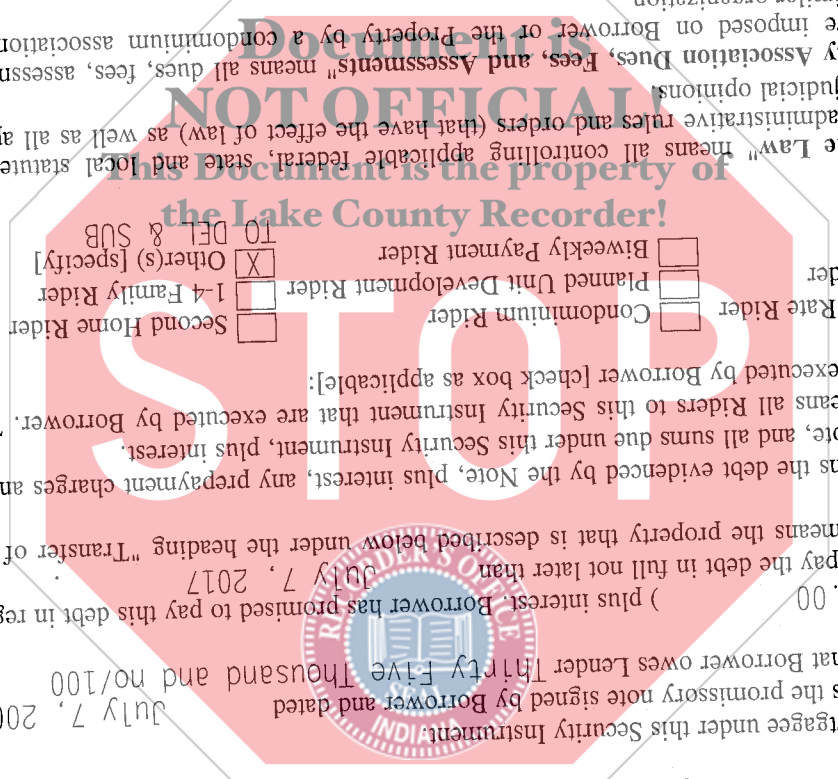 Document is
NOT OFFICIAL!
This Document is the property of
the Lake County Recorder!
STOP
RECORDER'S OFFICE
SEAL
INDIANA
tgagee under this Security Instrument.
s the promissory note signed by Borrower and dated July 7, 200
hat Borrower owes Lender Thirty Five Thousand and no/100
.00 ) plus interest. Borrower has promised to pay this debt in reg
pay the debt in full not later than July 7, 2017 .
means the property that is described below under the heading "Transfer of
ns the debt evidenced by the Note, plus interest, any prepayment charges an
ote, and all sums due under this Security Instrument, plus interest.
eans all Riders to this Security Instrument that are executed by Borrower.
executed by Borrower [check box as applicable]:
Rate Rider Condominium Rider Second Home Rider
der Planned Unit Development Rider 1-4 Family Rider
Biweekly Payment Rider X Other(s) [specify]
TO DEL & SUB
e Law" means all controlling applicable federal, state and local statute
administrative rules and orders (that have the effect of law) as well as all ap
judicial opinions.
y Association Dues, Fees, and Assessments" means all dues, fees, assessm
re imposed on Borrower or the Property by a condominium association